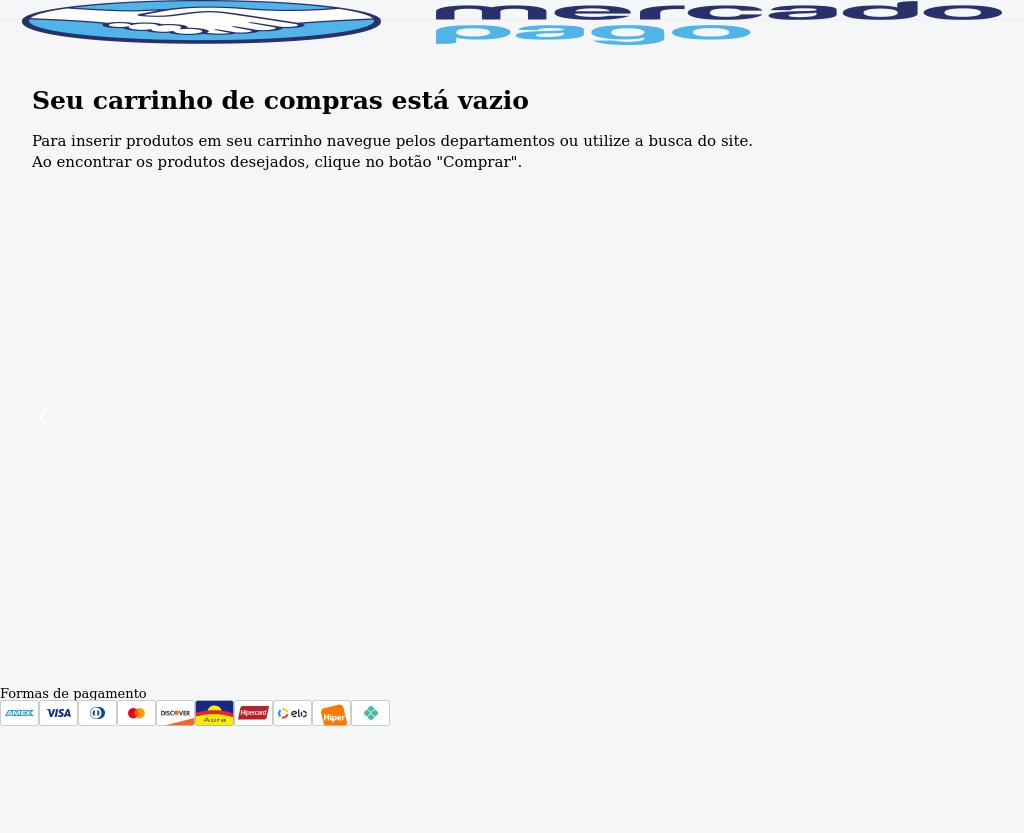 mercado
pago
Seu carrinho de compras está vazio
Para inserir produtos em seu carrinho navegue pelos departamentos ou utilize a busca do site.
Ao encontrar os produtos desejados, clique no botão "Comprar".
Formas de pagamento
AMEX VISA DISCOVER Aura Hipercard elo Hiper